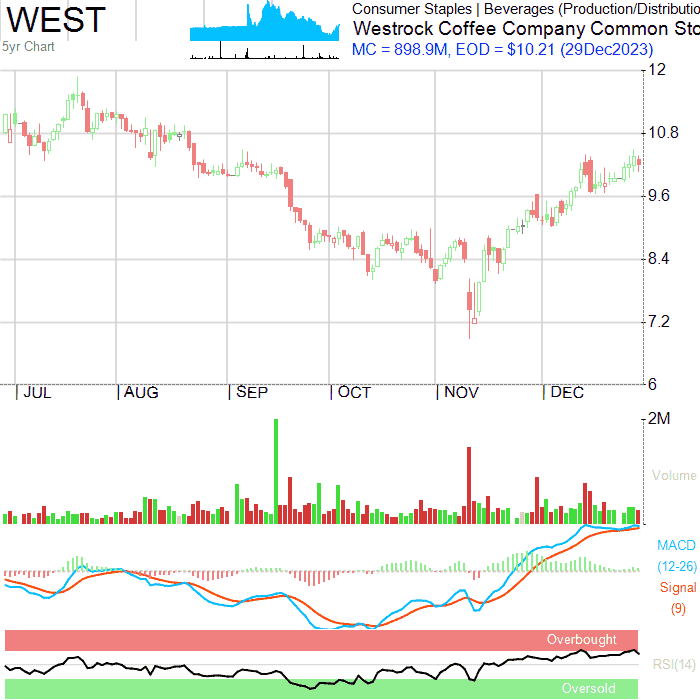 WEST
5yr Chart
Consumer Staples | Beverages (Production/Distributio
Westrock Coffee Company Common Sto
MC = 898.9M, EOD = $10.21 (29Dec2023)
12
10.8
9.6
8.4
7.2
6
JUL AUG SEP OCT NOV DEC
2M
Volume
MACD
(12-26)
Signal
(9)
Overbought
RSI(14)
Oversold